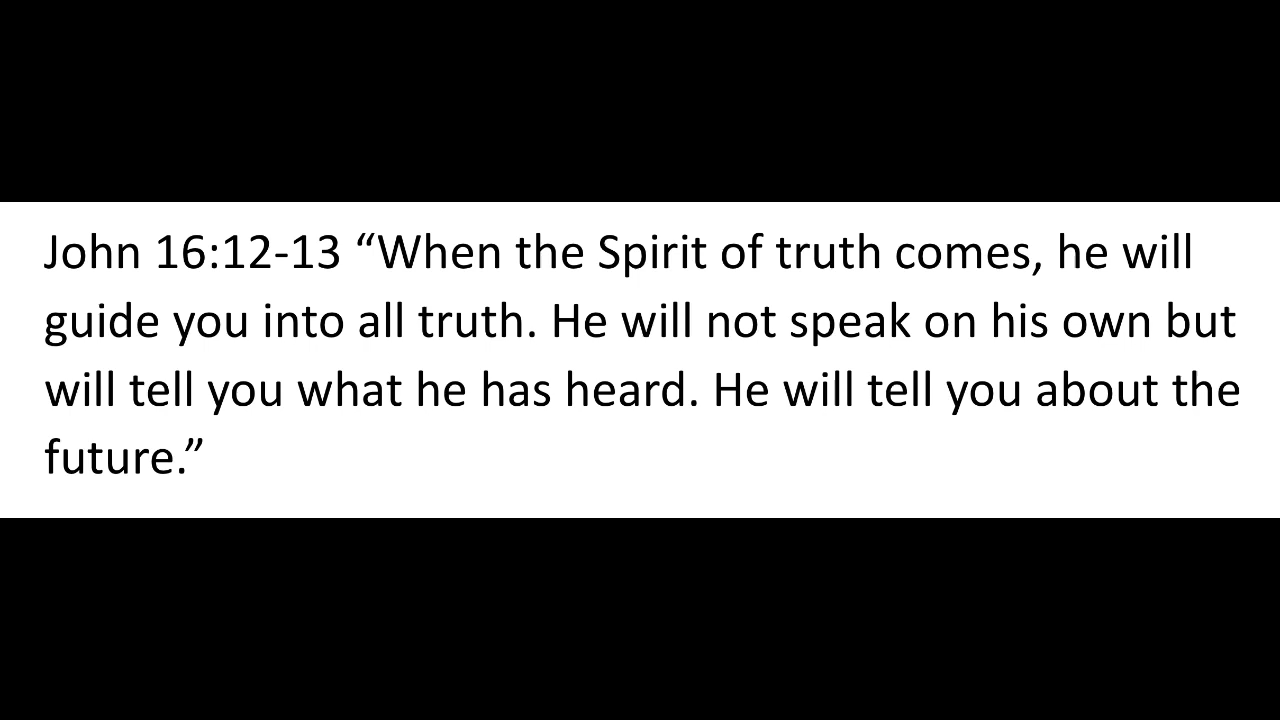 John 16:12-13 “When the Spirit of truth comes, he will
guide you into all truth. He will not speak on his own but
will tell you what he has heard. He will tell you about the
future.”